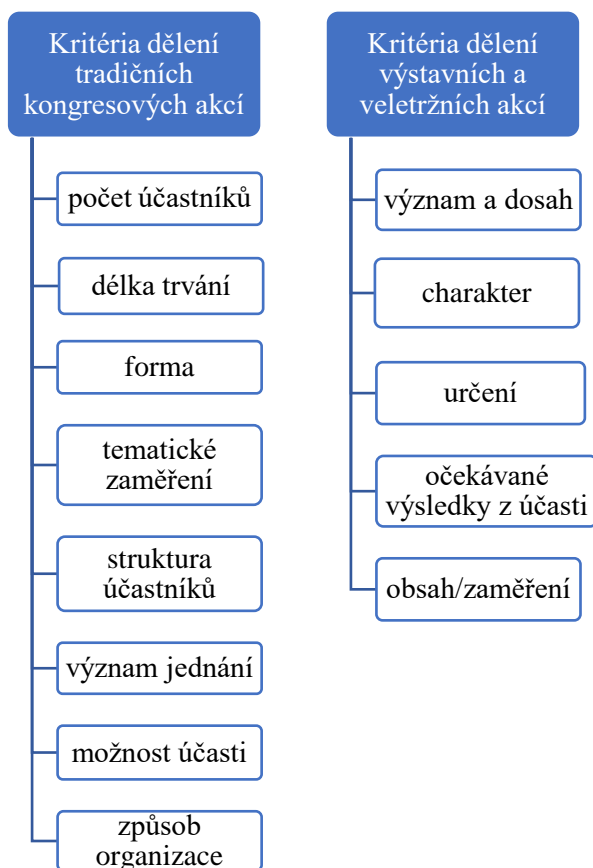 Kritéria dělení
tradičních
kongresových akcí
počet účastníků
délka trvání
forma
tematické
zaměření
struktura
účastníků
význam jednání
možnost účasti
způsob
organizace
Kritéria dělení
výstavních a
veletržních akcí
význam a dosah
charakter
určení
očekávané
výsledky z účasti
obsah/zaměření